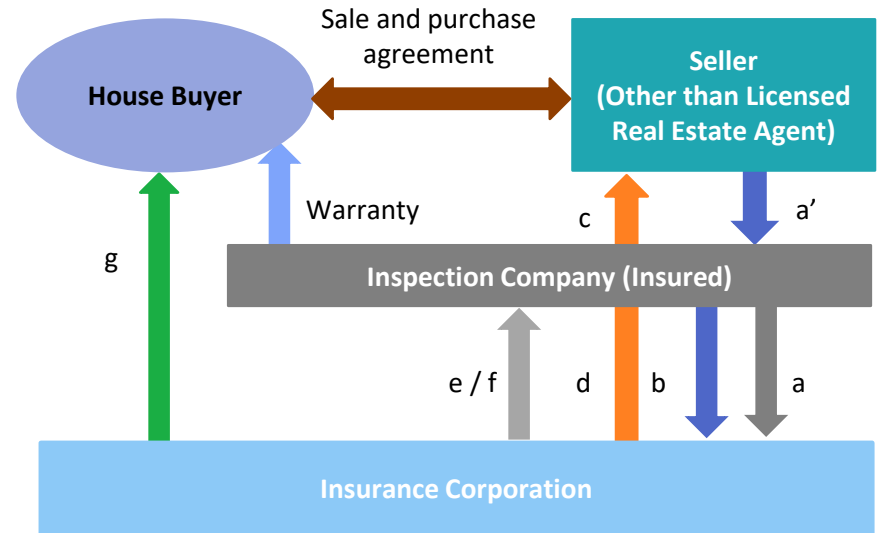 Sale and purchase
agreement
House Buyer
Seller
(Other than Licensed
Real Estate Agent)
Warranty
c
a’
g
Inspection Company (Insured)
e / f
d
b
a
Insurance Corporation